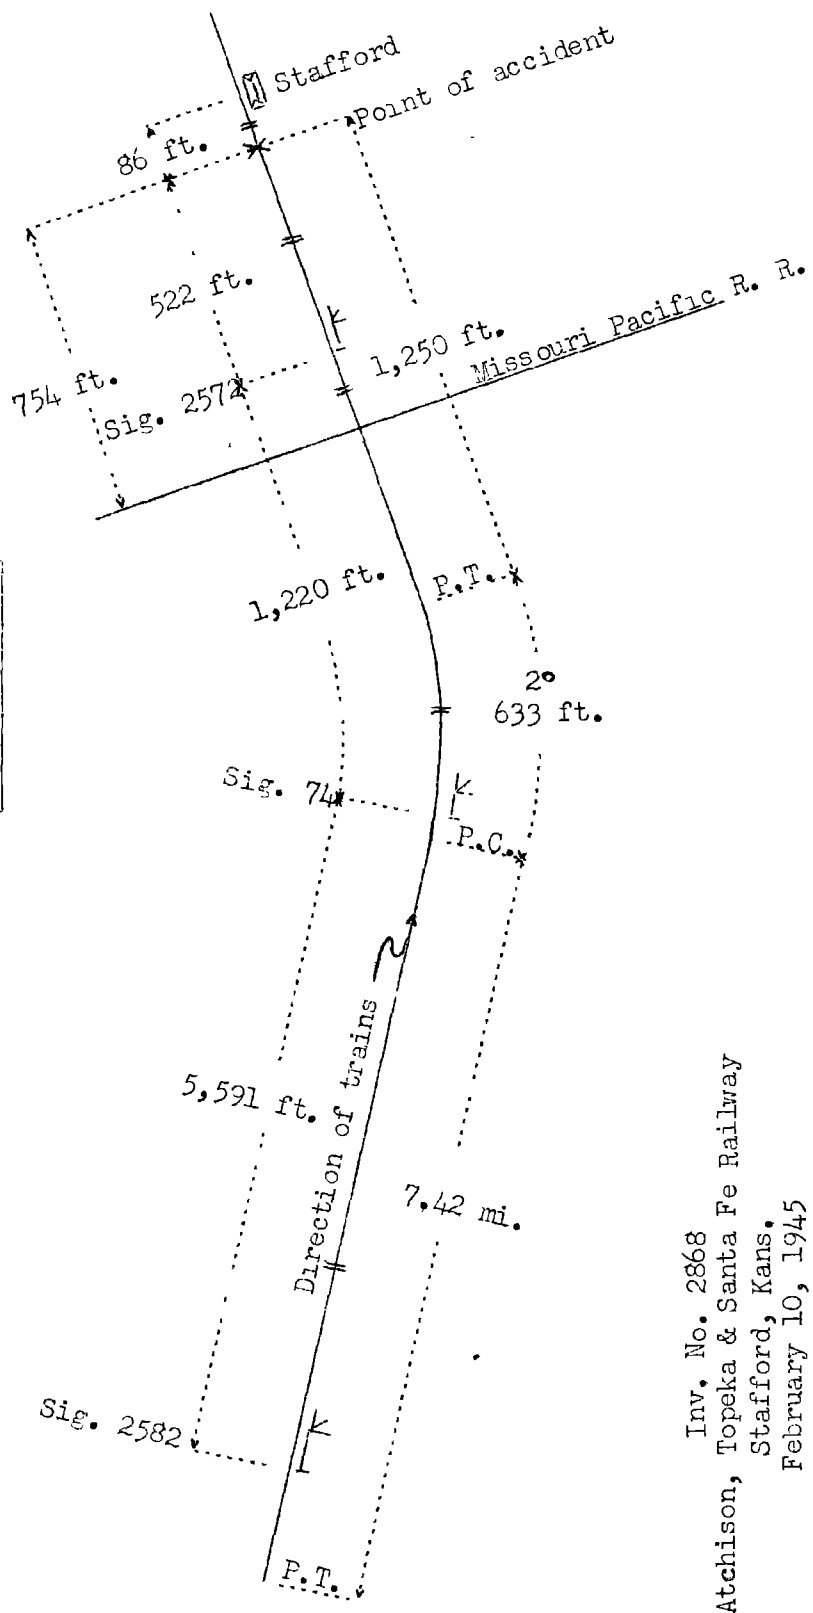 Stafford
Point of accident
86 ft.
522 ft.
754 ft.
1,250 ft.
Missouri Pacific R. R.
Sig. 2572
1,220 ft.
P.T.
2°
633 ft.
Sig. 74
P.C.
Direction of trains
5,591 ft.
7.42 mi.
Sig. 2582
P.T.
Inv. No. 2868
Atchison, Topeka & Santa Fe Railway
Stafford, Kans.
February 10, 1945